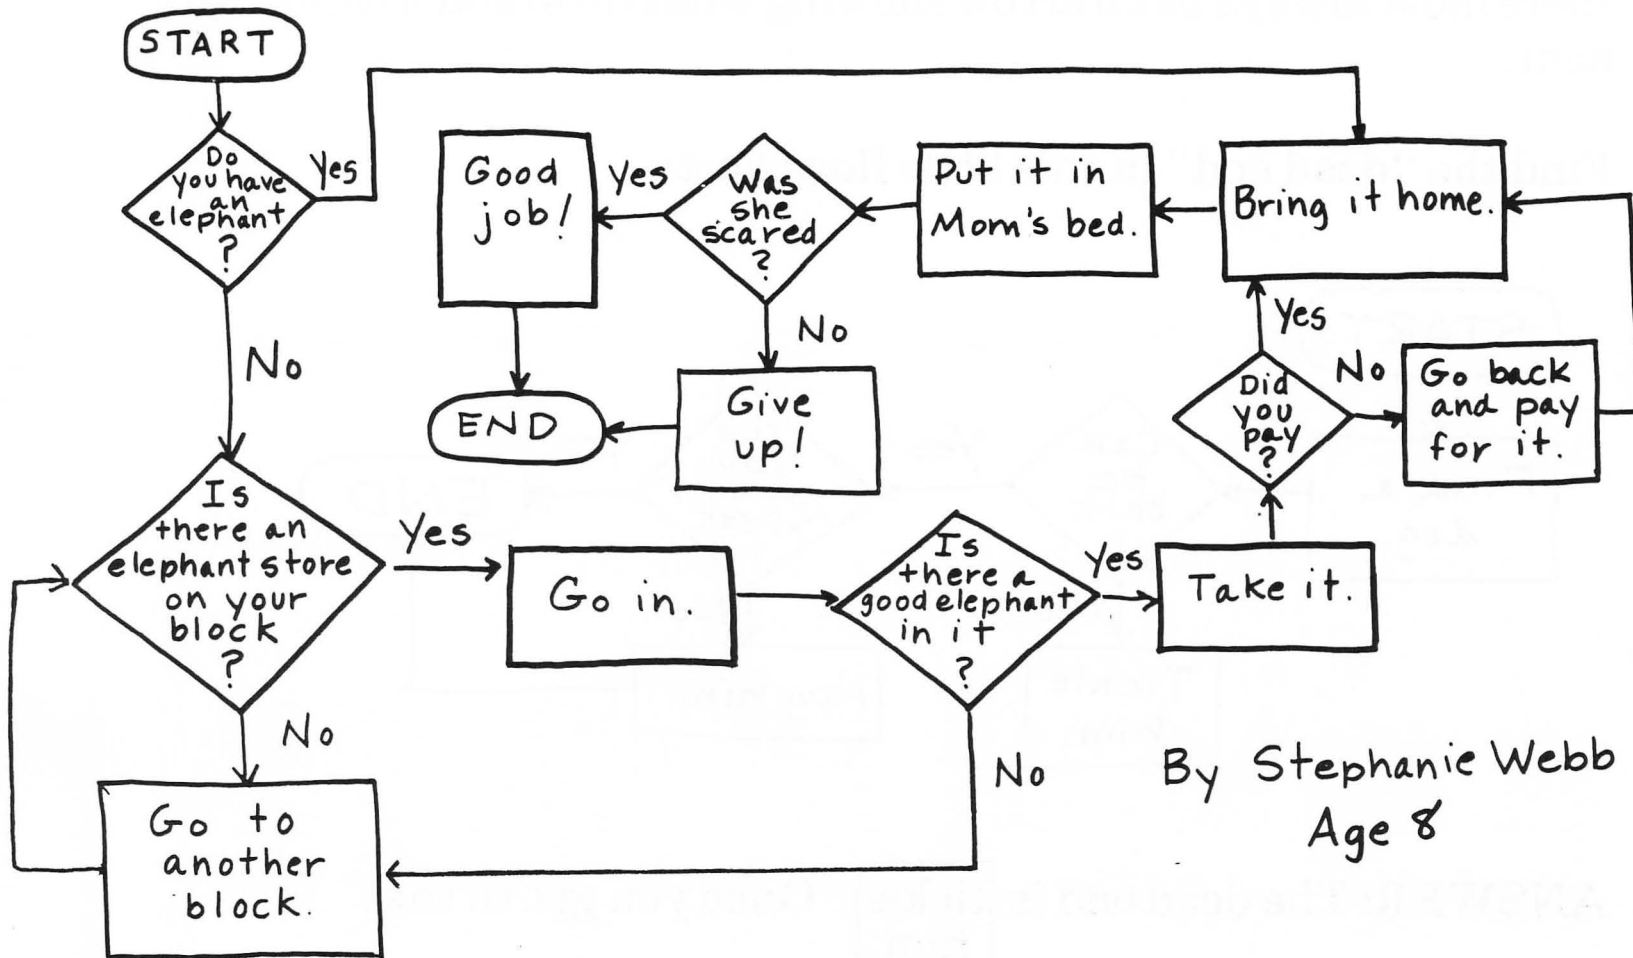 START
Do
you have
an
elephant
?
Yes
No
Is
there an
elephant store
on your
block
?
Yes
No
Go to
another
block.
Go in.
Is
there a
good elephant
in it
?
Yes
No
Take it.
Did
you
pay
?
Yes
No
Go back
and pay
for it.
Bring it home.
Put it in
Mom's bed.
Was
she
scared
?
Yes
No
Good
job!
Give
up!
END
By Stephanie Webb
Age 8